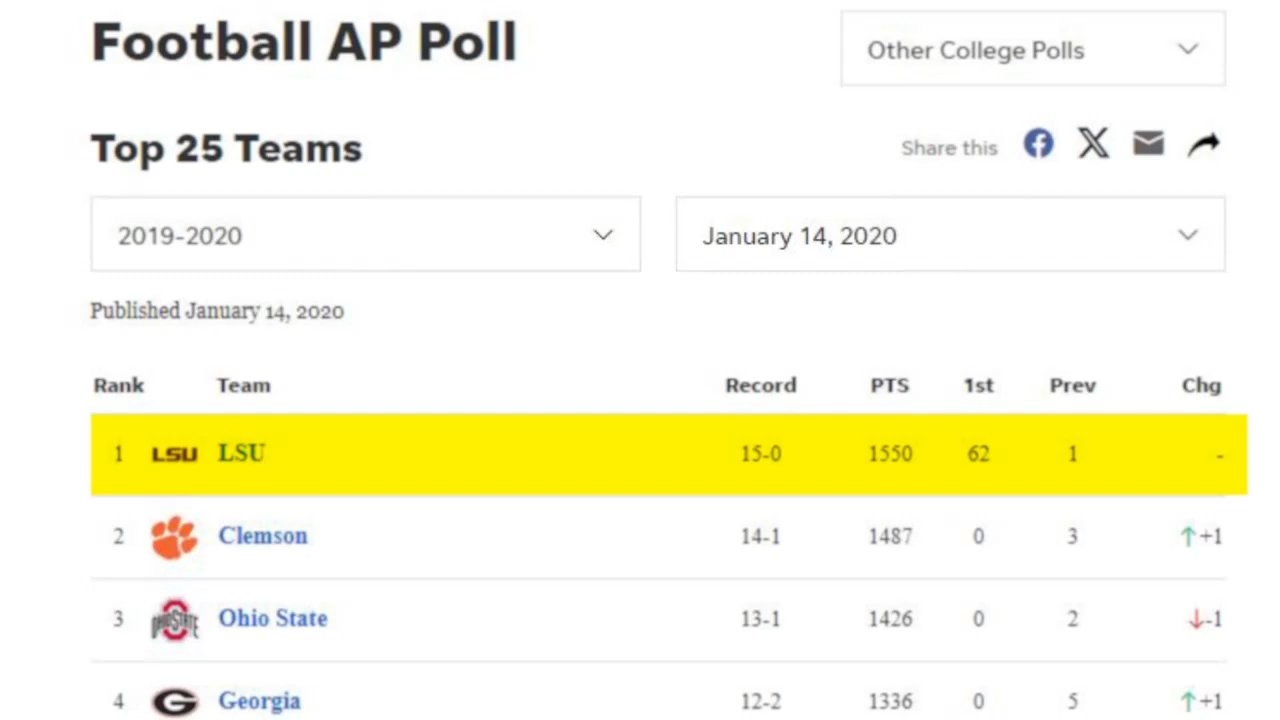 Football AP Poll
Other College Polls
Top 25 Teams
Share this
2019-2020
January 14, 2020
Published January 14, 2020
Rank Team Record PTS 1st Prev Chg
1 LSU LSU 15-0 1550 62 1 -
2 Clemson 14-1 1487 0 3 ↑+1
3 OHIO STATE Ohio State 13-1 1426 0 2 ↓-1
4 G Georgia 12-2 1336 0 5 ↑+1